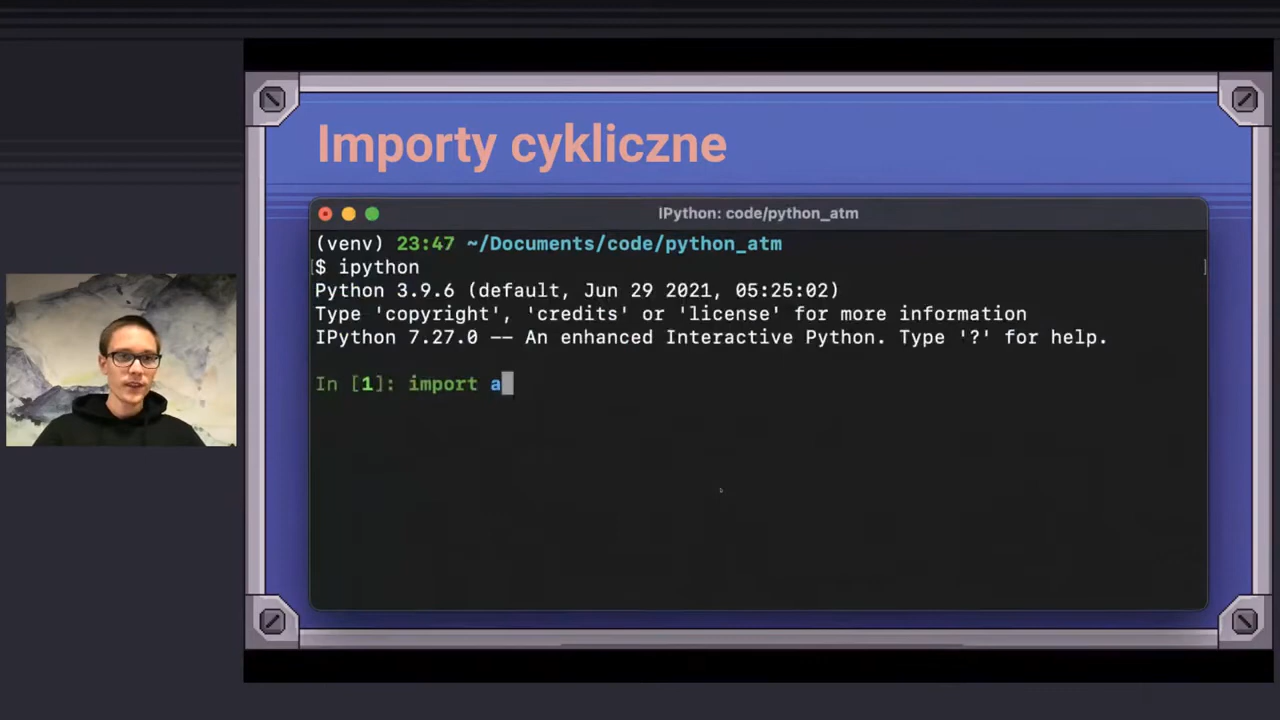 Importy cykliczne
IPython: code/python_atm
(venv) 23:47 ~/Documents/code/python_atm
$ ipython
Python 3.9.6 (default, Jun 29 2021, 05:25:02)
Type 'copyright', 'credits' or 'license' for more information
IPython 7.27.0 -- An enhanced Interactive Python. Type '?' for help.
In [1]: import a